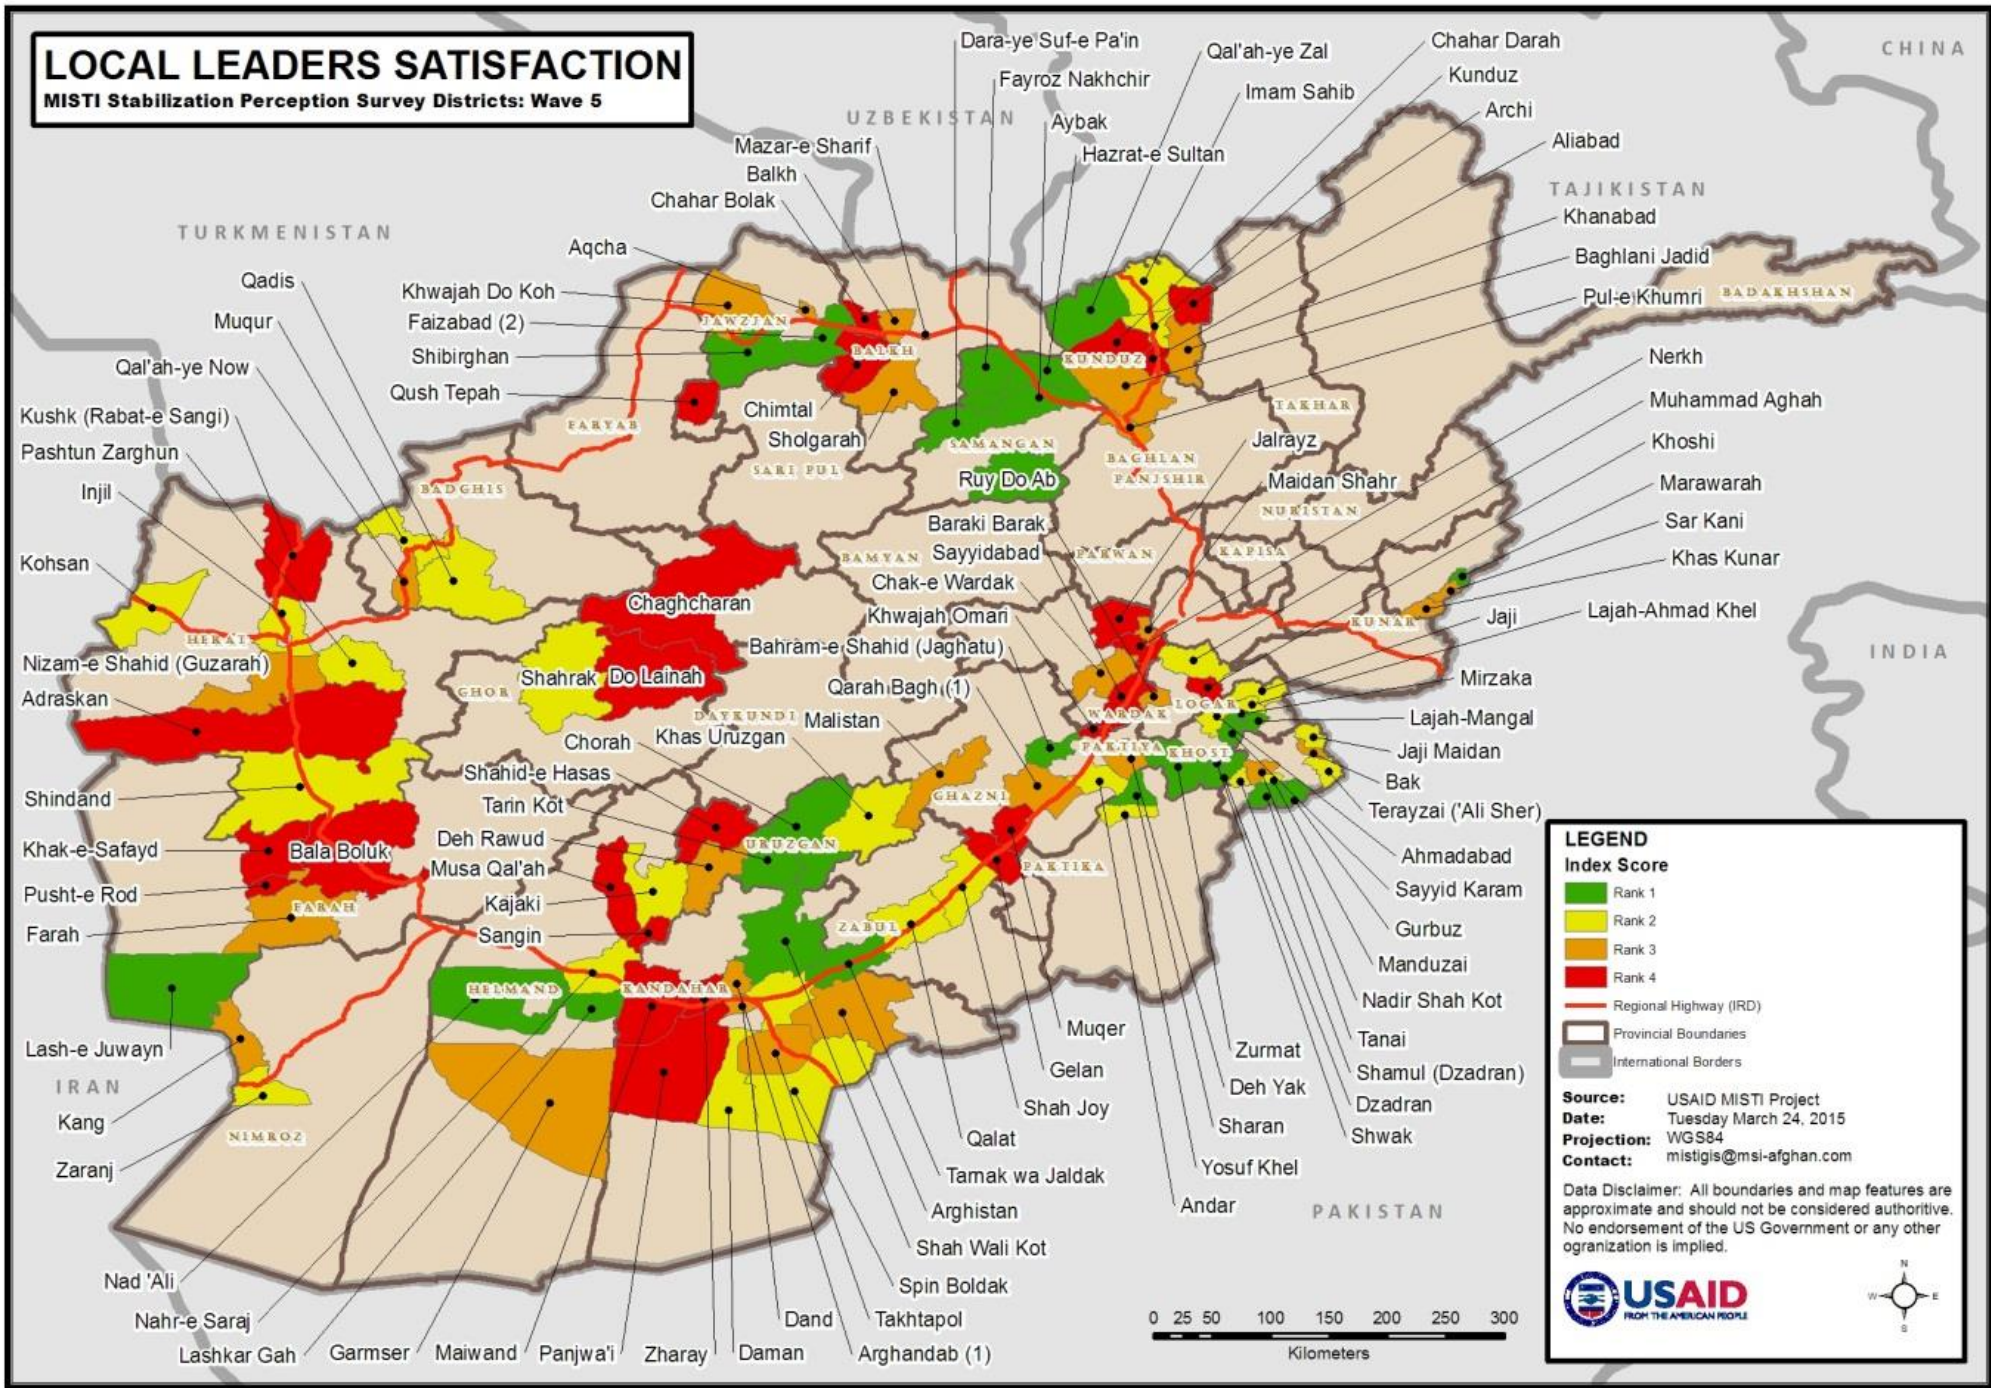 LOCAL LEADERS SATISFACTION
MISTI Stabilization Perception Survey Districts: Wave 5
CHINA
UZBEKISTAN
TAJIKISTAN
TURKMENISTAN
INDIA
IRAN
PAKISTAN
Dara-ye Suf-e Pa'in
Fayroz Nakhchir
Aybak
Hazrat-e Sultan
Qal'ah-ye Zal
Imam Sahib
Chahar Darah
Kunduz
Archi
Aliabad
Khanabad
Baghlani Jadid
Pul-e Khumri
Mazar-e Sharif
Balkh
Chahar Bolak
Aqcha
Khwajah Do Koh
Faizabad (2)
Shibirghan
Qush Tepah
Chimtal
Sholgarah
Qadis
Muqur
Qal'ah-ye Now
Kushk (Rabat-e Sangi)
Pashtun Zarghun
Injil
Kohsan
Nizam-e Shahid (Guzarah)
Adraskan
Shindand
Khak-e-Safayd
Bala Boluk
Pusht-e Rod
Farah
Lash-e Juwayn
Kang
Zaranj
Nad 'Ali
Nahr-e Saraj
Lashkar Gah
Garmser
Maiwand
Panjwa'i
Zharay
Daman
Dand
Arghandab (1)
Takhtapol
Spin Boldak
Shah Wali Kot
Arghistan
Tarnak wa Jaldak
Qalat
Shah Joy
Gelan
Muqer
Andar
Yosuf Khel
Sharan
Deh Yak
Zurmat
Shwak
Dzadran
Shamul (Dzadran)
Tanai
Nadir Shah Kot
Manduzai
Gurbuz
Sayyid Karam
Ahmadabad
Terayzai ('Ali Sher)
Bak
Jaji Maidan
Lajah-Mangal
Mirzaka
Lajah-Ahmad Khel
Jaji
Khas Kunar
Sar Kani
Marawarah
Khoshi
Muhammad Aghah
Nerkh
Jalrayz
Maidan Shahr
Ruy Do Ab
Baraki Barak
Sayyidabad
Chak-e Wardak
Khwajah Omari
Bahram-e Shahid (Jaghatu)
Qarah Bagh (1)
Malistan
Khas Uruzgan
Chorah
Shahid-e Hasas
Tarin Kot
Deh Rawud
Musa Qal'ah
Kajaki
Sangin
Chaghcharan
Shahrak
Do Lainah
JAWZJAN
BALKH
KUNDUZ
BADAKHSHAN
TAKHAR
FARYAB
SARI PUL
SAMANGAN
BAGHLAN
PANJSHIR
BADGHIS
NURISTAN
BAMYAN
PARWAN
KAPISA
KUNAR
HERAT
GHOR
DAYKUNDI
WARDAK
LOGAR
PAKTIYA
KHOST
GHAZNI
URUZGAN
PAKTIKA
FARAH
ZABUL
HELMAND
KANDAHAR
NIMROZ
LEGEND
Index Score
Rank 1
Rank 2
Rank 3
Rank 4
Regional Highway (IRD)
Provincial Boundaries
International Borders
Source: USAID MISTI Project
Date: Tuesday March 24, 2015
Projection: WGS84
Contact: mistigis@msi-afghan.com
Data Disclaimer: All boundaries and map features are
approximate and should not be considered authoritive.
No endorsement of the US Government or any other
ogranization is implied.
USAID
FROM THE AMERICAN PEOPLE
N
W E
S
0 25 50 100 150 200 250 300
Kilometers